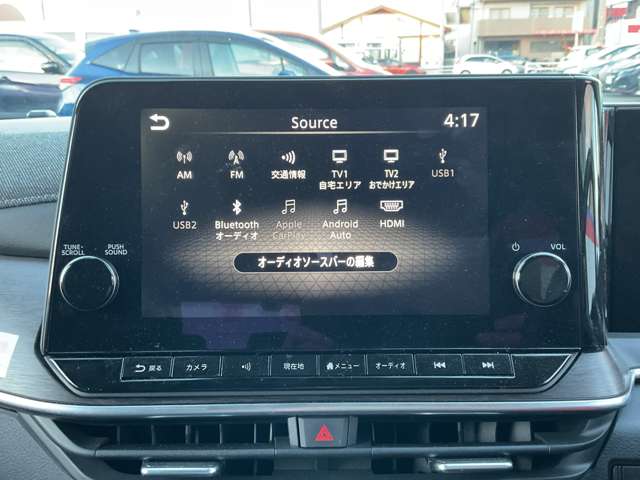 Source
4:17
AM
FM
交通情報
TV1
自宅エリア
TV2
おでかけエリア
USB1
USB2
Bluetooth
オーディオ
Apple
CarPlay
Android
Auto
HDMI
オーディオソースバーの編集
TUNE·
SCROLL
PUSH
SOUND
VOL
戻る
カメラ
現在地
メニュー
オーディオ